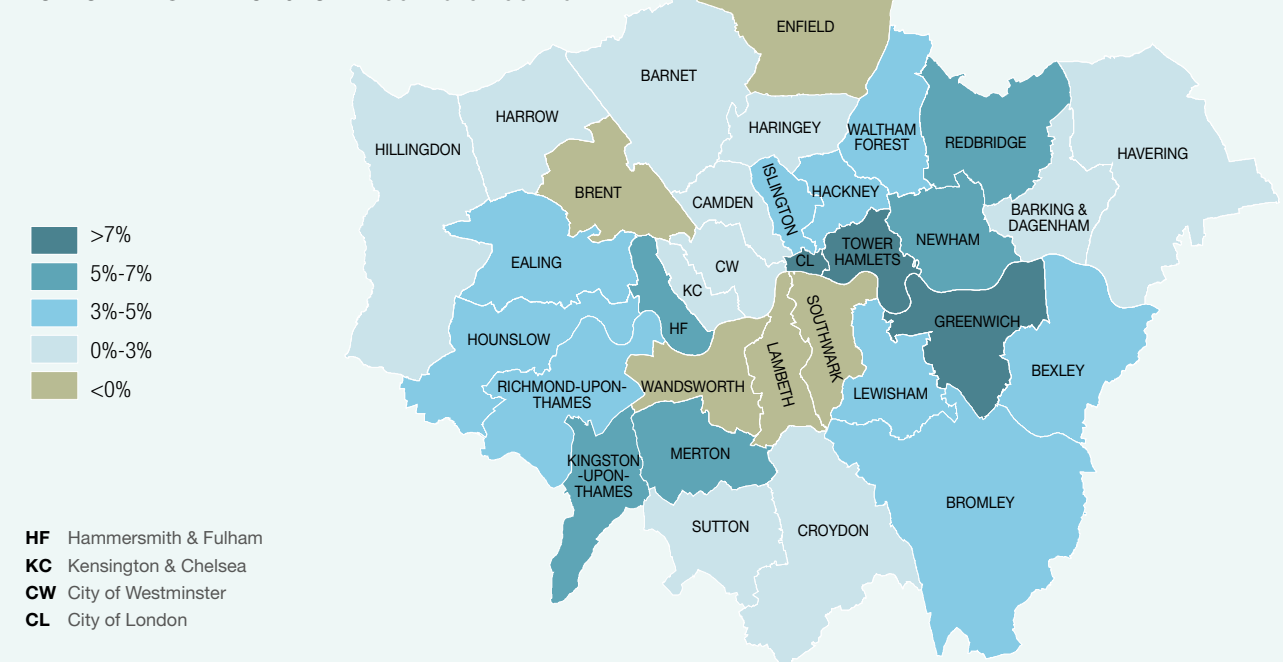 ENFIELD
BARNET
HARROW
HARINGEY
WALTHAM
FOREST
REDBRIDGE
HILLINGDON
HAVERING
BRENT
ISLINGTON
HACKNEY
CAMDEN
BARKING &
DAGENHAM
>7%
5%-7%
3%-5%
0%-3%
<0%
EALING
CW
CL
TOWER
HAMLETS
NEWHAM
KC
HF
SOUTHWARK
GREENWICH
HOUNSLOW
LAMBETH
BEXLEY
RICHMOND-UPON-
THAMES
WANDSWORTH
LEWISHAM
KINGSTON
-UPON-
THAMES
MERTON
BROMLEY
SUTTON
CROYDON
HF Hammersmith & Fulham
KC Kensington & Chelsea
CW City of Westminster
CL City of London